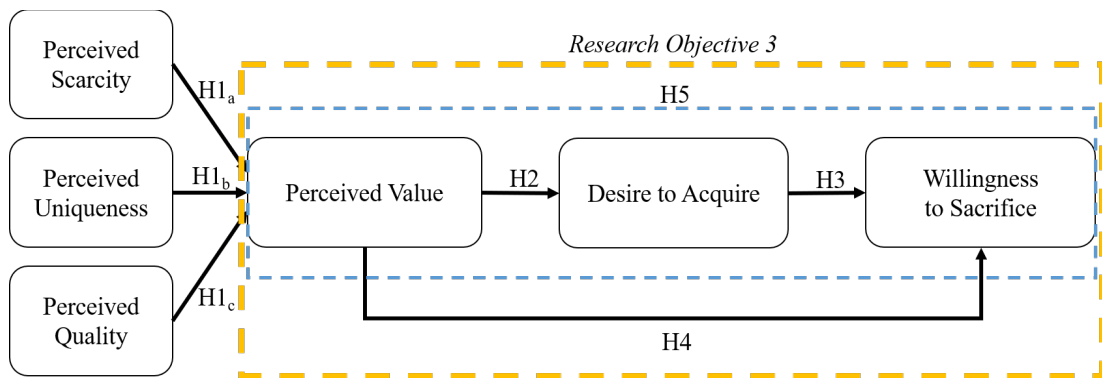 Research Objective 3
Perceived
Scarcity
H1a
H5
Perceived
Uniqueness
H1b
Perceived Value
H2
Desire to Acquire
H3
Willingness
to Sacrifice
Perceived
Quality
H1c
H4